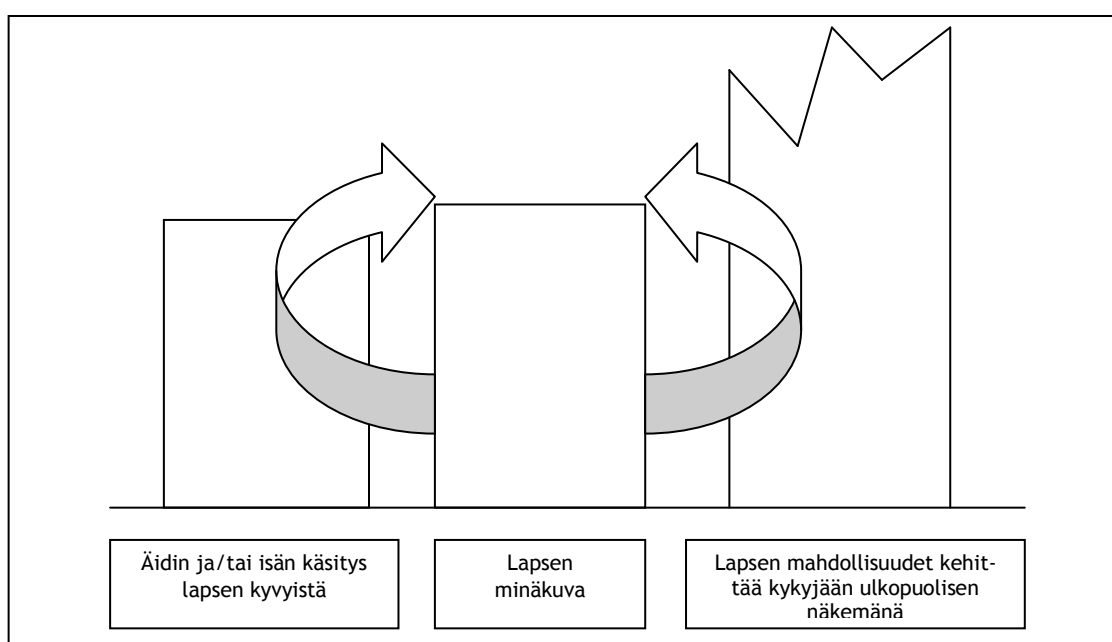 Äidin ja/tai isän käsitys
lapsen kyvyistä
Lapsen
minäkuva
Lapsen mahdollisuudet kehit-
tää kykyjään ulkopuolisen
näkemänä